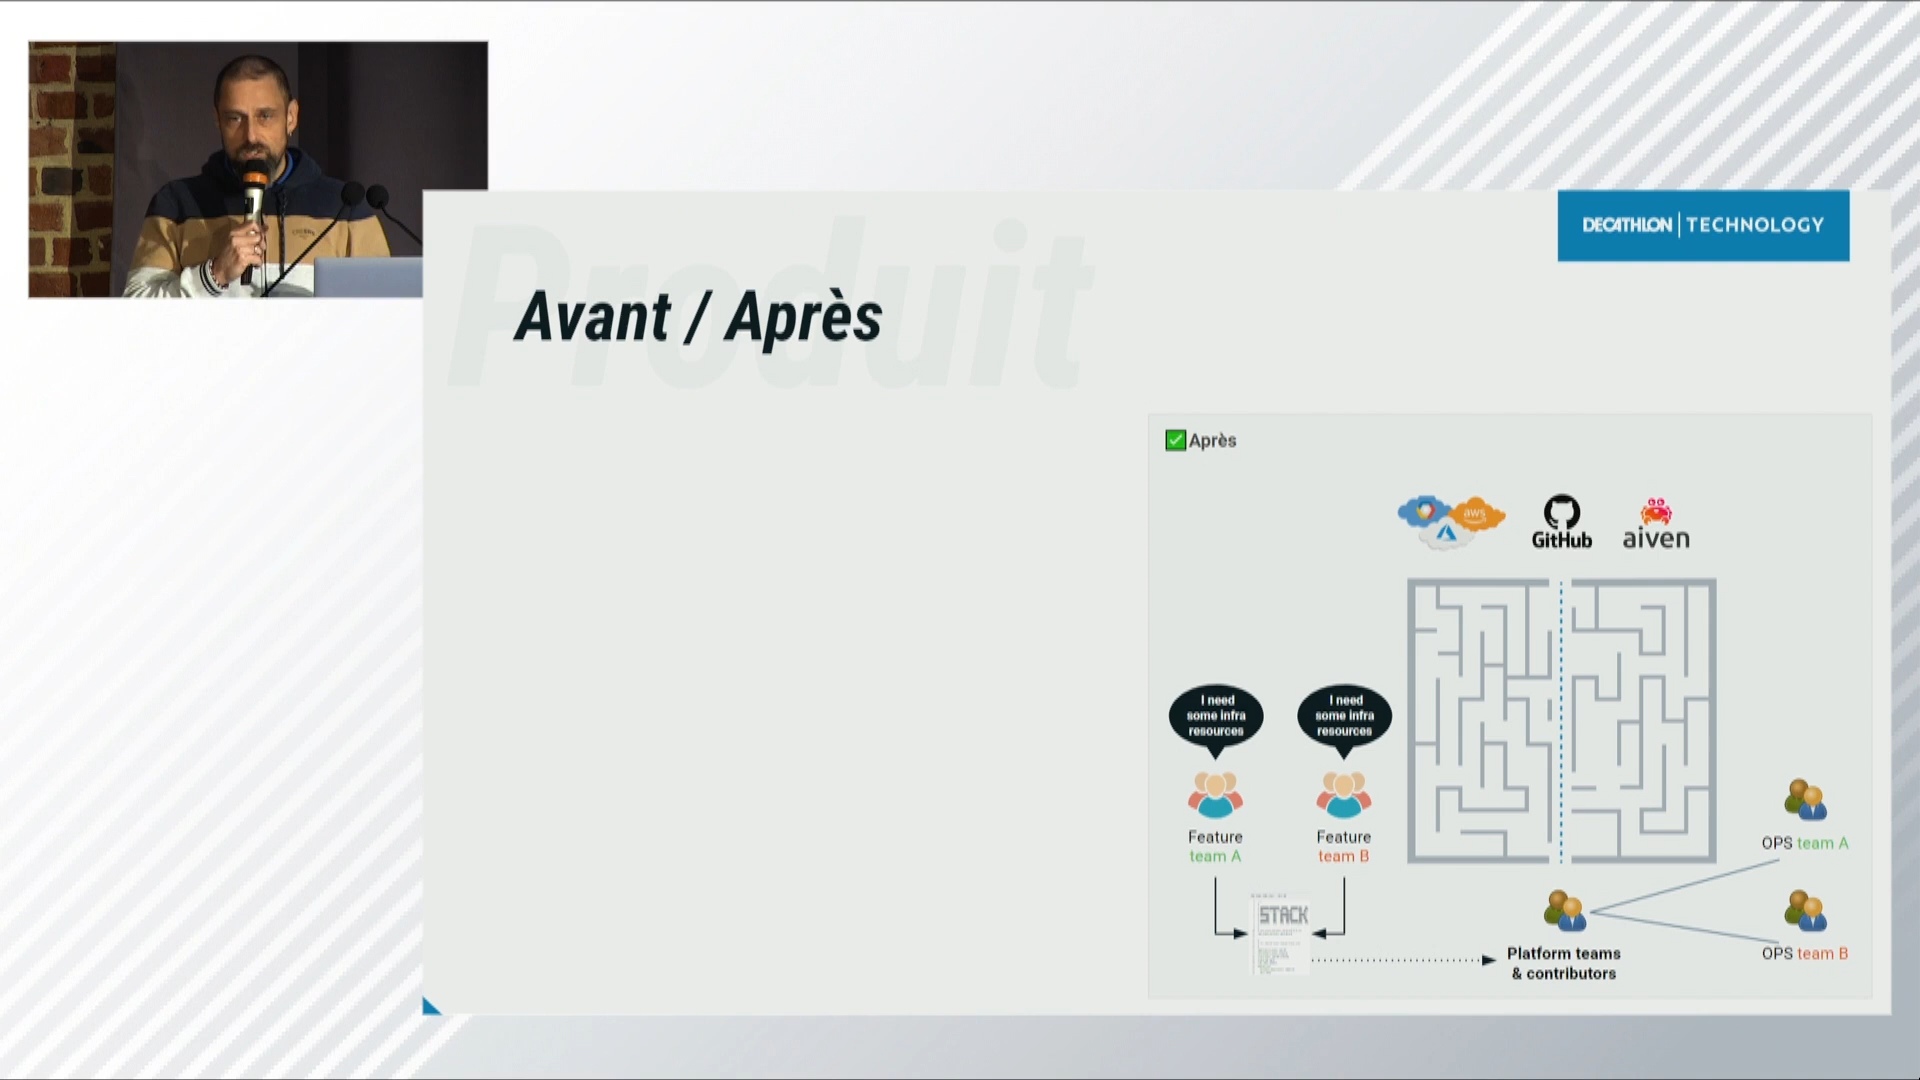 DECATHLON | TECHNOLOGY
Produit
Avant / Après
Après
aws
GitHub
aiven
I need
some infra
resources
I need
some infra
resources
Feature
team A
Feature
team B
OPS team A
STACK
OPS team B
Platform teams
& contributors